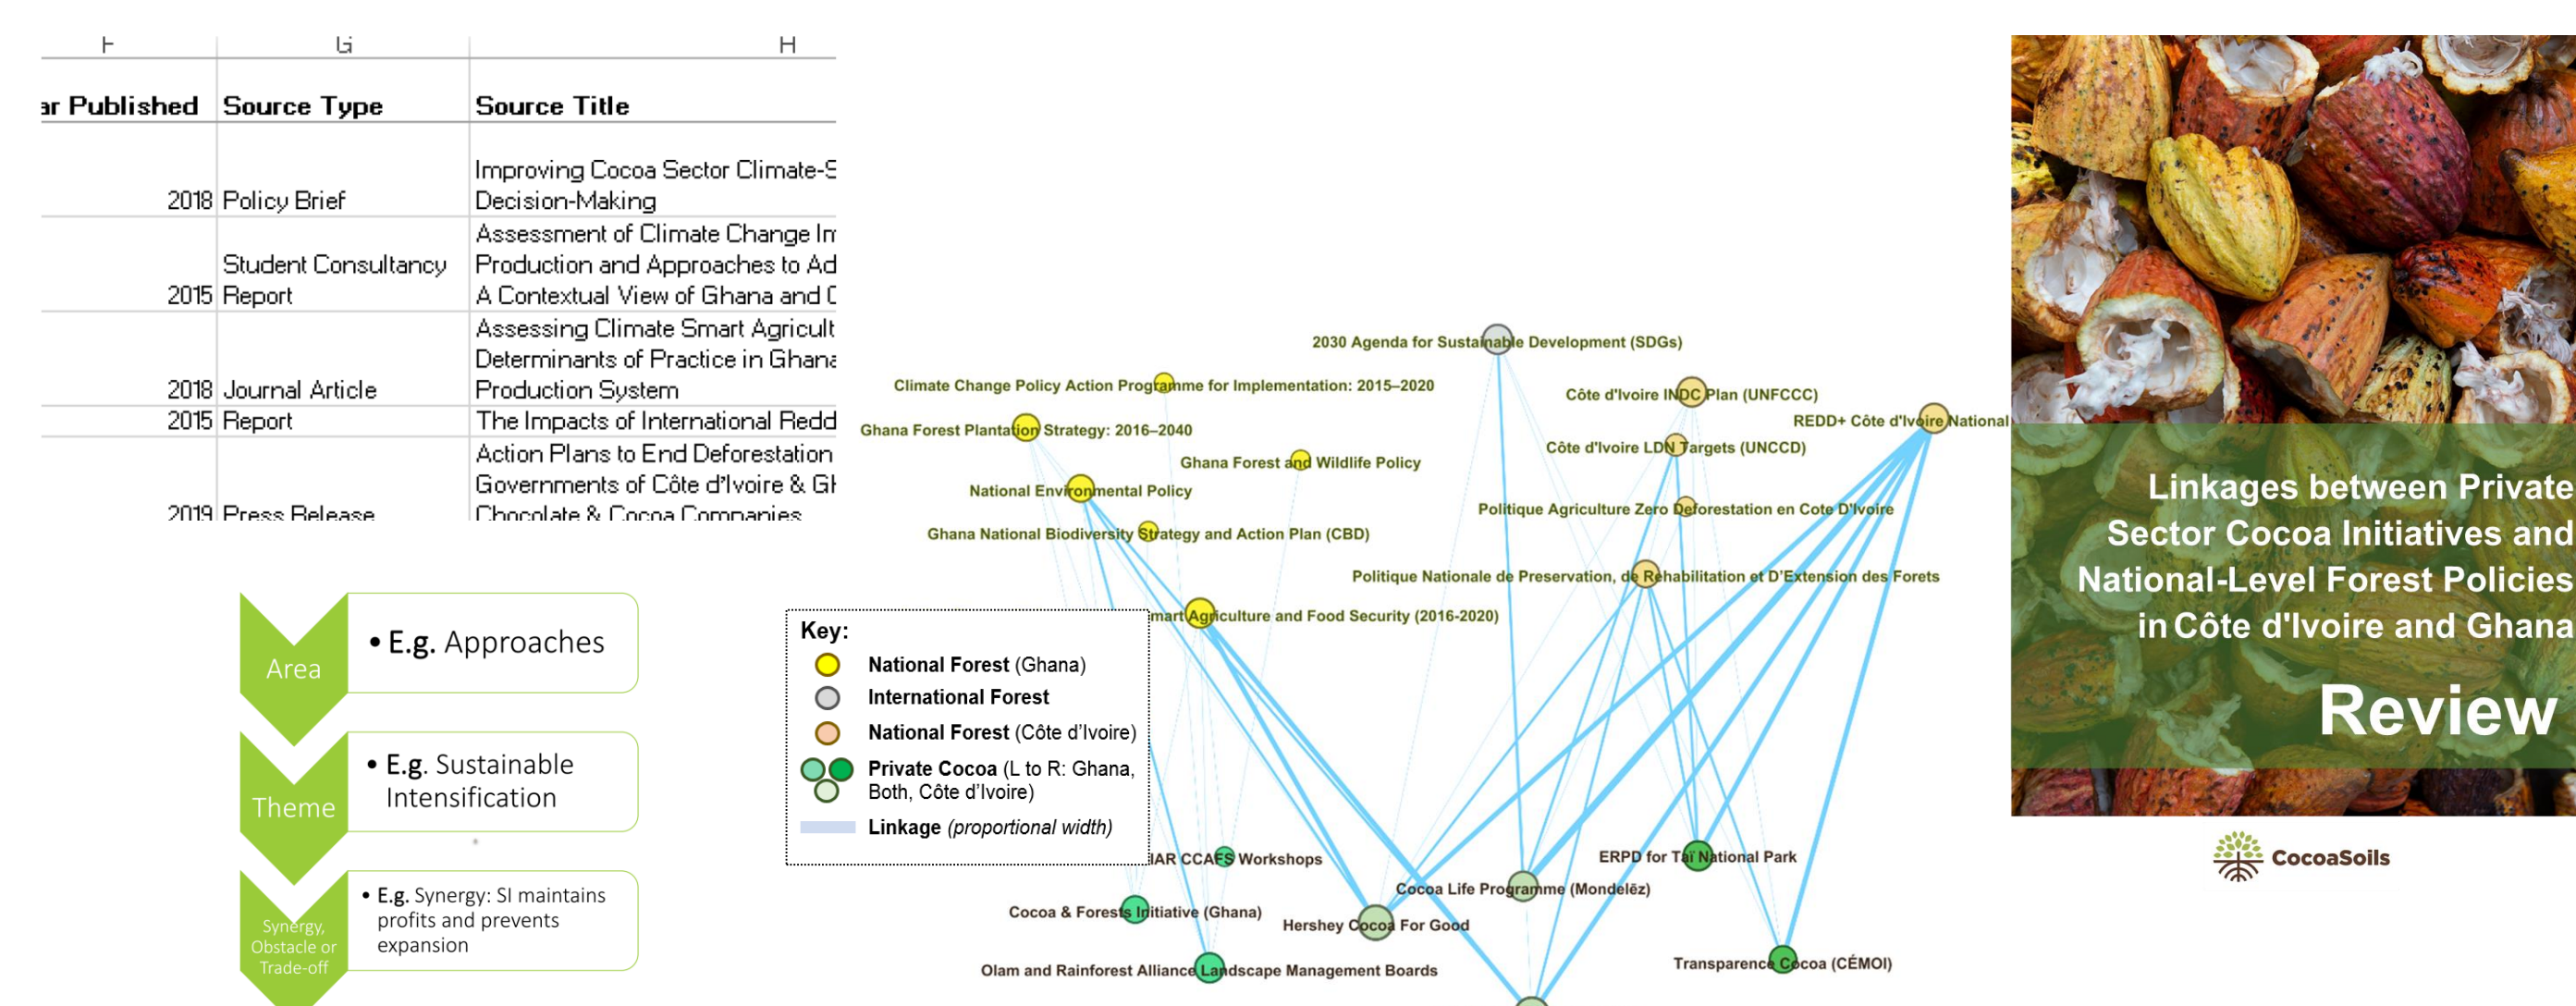 F G H
ar Published Source Type Source Title
Improving Cocoa Sector Climate-S
2018 Policy Brief Decision-Making
Assessment of Climate Change Im
Student Consultancy Production and Approaches to Ad
2015 Report A Contextual View of Ghana and C
Assessing Climate Smart Agricult
Determinants of Practice in Ghana
2018 Journal Article Production System
2015 Report The Impacts of International Redd
Action Plans to End Deforestation
Governments of Côte d'Ivoire & Gh
2019 Press Release Chocolate & Cocoa Companies
Area
• E.g. Approaches
Theme
• E.g. Sustainable
Intensification
Synergy,
Obstacle or
Trade-off
• E.g. Synergy: SI maintains
profits and prevents
expansion
2030 Agenda for Sustainable Development (SDGs)
Climate Change Policy Action Programme for Implementation: 2015–2020
Côte d'Ivoire INDC Plan (UNFCCC)
REDD+ Côte d'Ivoire National
Ghana Forest Plantation Strategy: 2016–2040
Côte d'Ivoire LDN Targets (UNCCD)
Ghana Forest and Wildlife Policy
National Environmental Policy
Politique Agriculture Zero Deforestation en Cote D'Ivoire
Ghana National Biodiversity Strategy and Action Plan (CBD)
Politique Nationale de Preservation, de Rehabilitation et D'Extension des Forets
mart Agriculture and Food Security (2016-2020)
Key:
National Forest (Ghana)
International Forest
National Forest (Côte d'Ivoire)
Private Cocoa (L to R: Ghana,
Both, Côte d'Ivoire)
Linkage (proportional width)
IAR CCAFS Workshops
ERPD for Taï National Park
Cocoa Life Programme (Mondelēz)
Cocoa & Forests Initiative (Ghana)
Hershey Cocoa For Good
Transparence Cocoa (CÉMOI)
Olam and Rainforest Alliance Landscape Management Boards
Linkages between Private
Sector Cocoa Initiatives and
National-Level Forest Policies
in Côte d'Ivoire and Ghana
Review
CocoaSoils